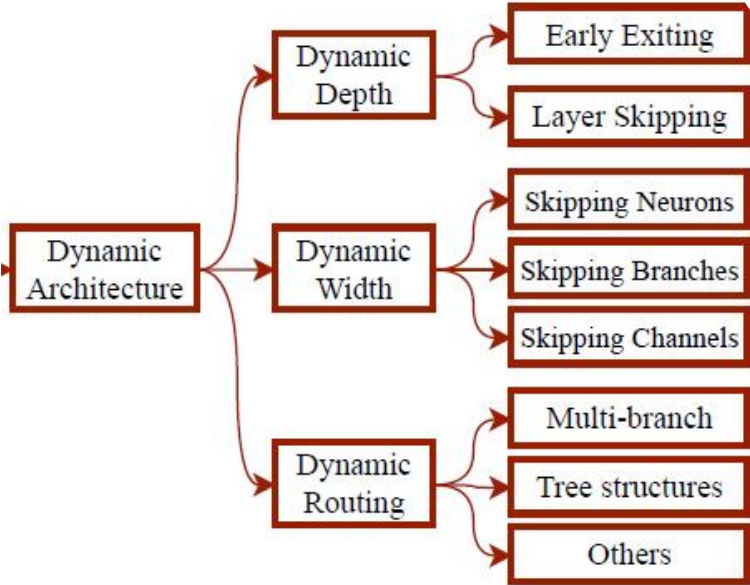 Dynamic
Architecture
Dynamic
Depth
Early Exiting
Layer Skipping
Dynamic
Width
Skipping Neurons
Skipping Branches
Skipping Channels
Dynamic
Routing
Multi-branch
Tree structures
Others